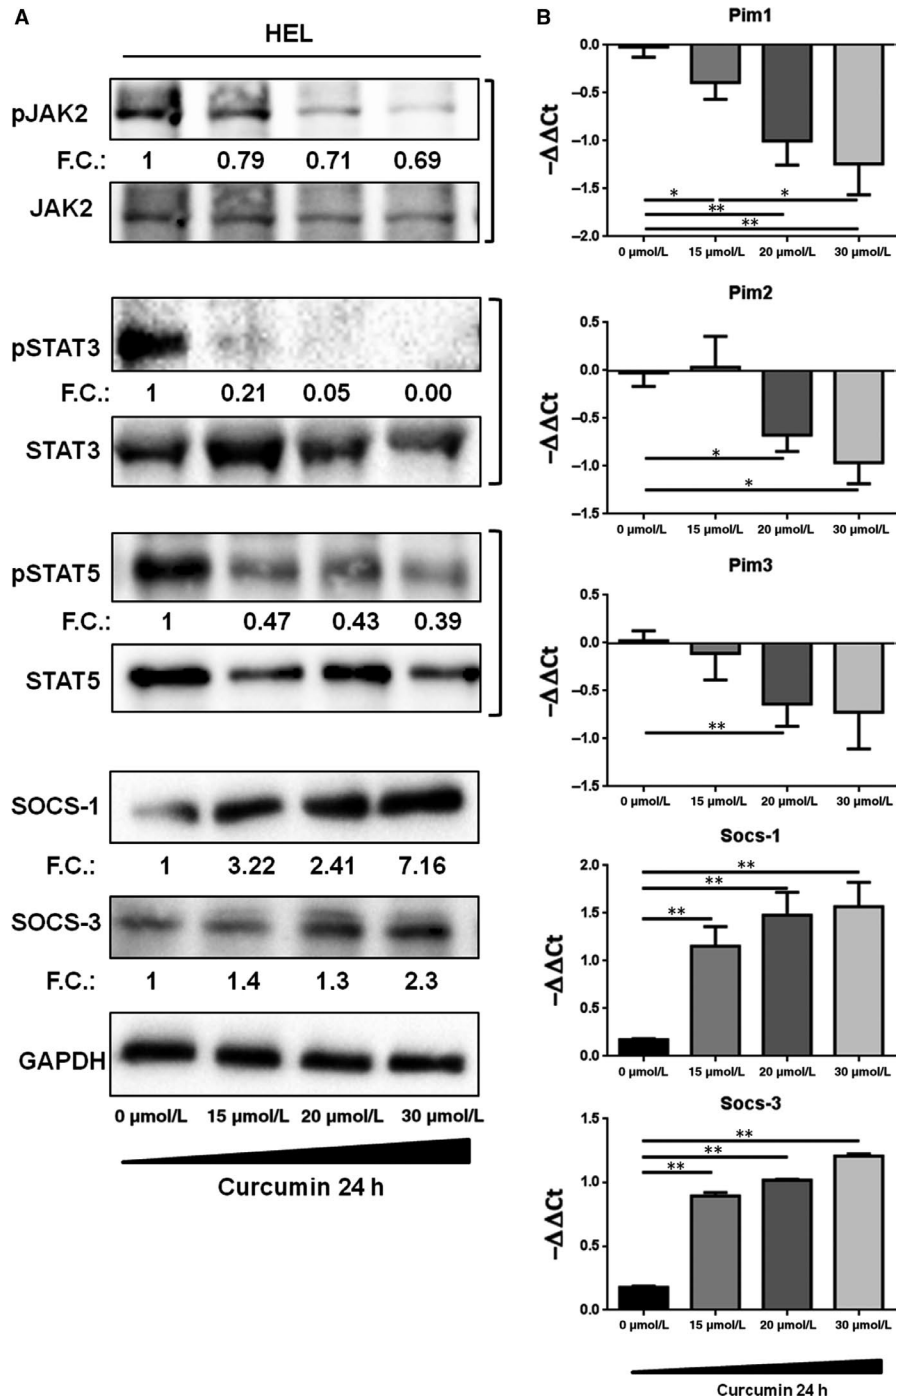 A
HEL
pJAK2
F.C.: 1 0.79 0.71 0.69
JAK2
pSTAT3
F.C.: 1 0.21 0.05 0.00
STAT3
pSTAT5
F.C.: 1 0.47 0.43 0.39
STAT5
SOCS-1
F.C.: 1 3.22 2.41 7.16
SOCS-3
F.C.: 1 1.4 1.3 2.3
GAPDH
0 µmol/L 15 µmol/L 20 µmol/L 30 µmol/L
Curcumin 24 h
B
Pim1
−ΔΔCt
0.0
−0.5
−1.0
−1.5
−2.0
* *
**
**
0 µmol/L 15 µmol/L 20 µmol/L 30 µmol/L
Pim2
−ΔΔCt
0.5
0.0
−0.5
−1.0
−1.5
*
*
0 µmol/L 15 µmol/L 20 µmol/L 30 µmol/L
Pim3
−ΔΔCt
0.5
0.0
−0.5
−1.0
−1.5
**
0 µmol/L 15 µmol/L 20 µmol/L 30 µmol/L
Socs-1
−ΔΔCt
2.0
1.5
1.0
0.5
0.0
**
**
**
0 µmol/L 15 µmol/L 20 µmol/L 30 µmol/L
Socs-3
−ΔΔCt
1.5
1.0
0.5
0.0
**
**
**
0 µmol/L 15 µmol/L 20 µmol/L 30 µmol/L
Curcumin 24 h